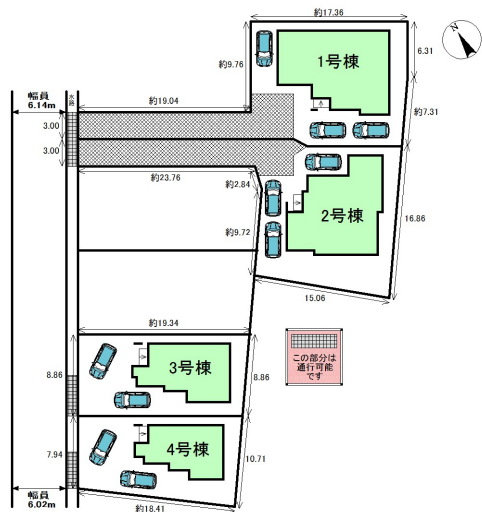 約17.36
N
6.31
約9.76
1号棟
幅員
6.14m
水路
約19.04
約7.31
3.00
3.00
約23.76
約2.84
2号棟
16.86
約9.72
15.06
約19.34
この部分は
通行可能
です
3号棟
8.86
8.86
4号棟
7.94
10.71
幅員
6.02m
約18.41